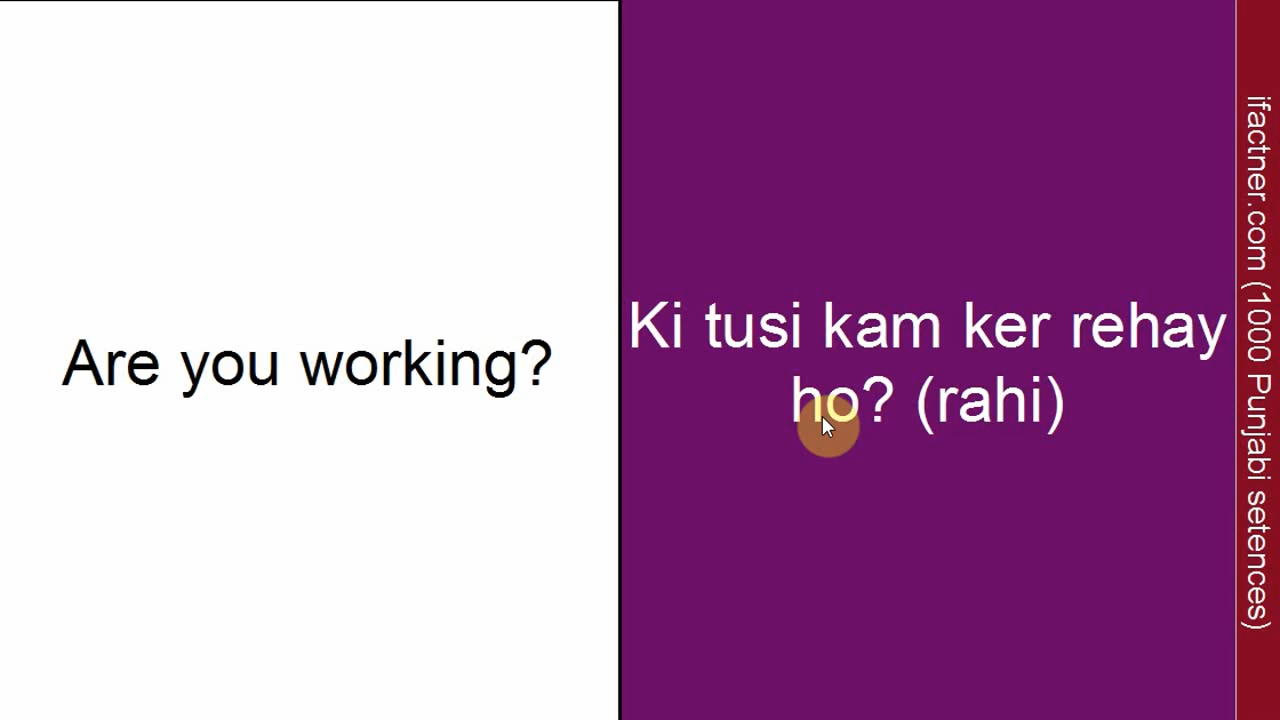 Are you working?
Ki tusi kam ker rehay
ho? (rahi)
ifactner.com (1000 Punjabi setences)